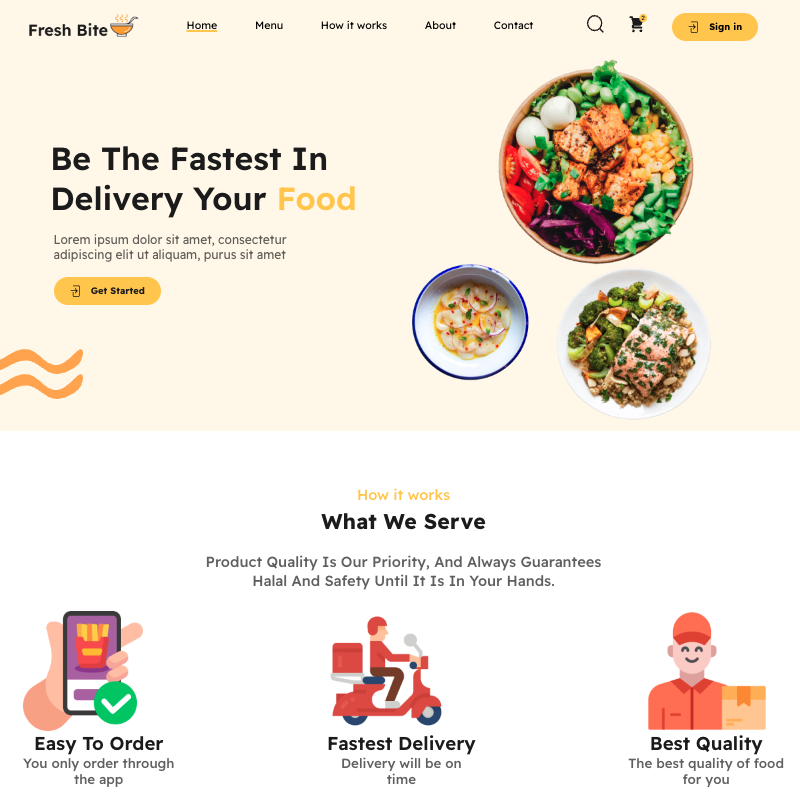 Fresh Bite
Home
Menu
How it works
About
Contact
2
Sign in
Be The Fastest In
Delivery Your Food
Lorem ipsum dolor sit amet, consectetur
adipiscing elit ut aliquam, purus sit amet
Get Started
How it works
What We Serve
Product Quality Is Our Priority, And Always Guarantees
Halal And Safety Until It Is In Your Hands.
Easy To Order
You only order through
the app
Fastest Delivery
Delivery will be on
time
Best Quality
The best quality of food
for you